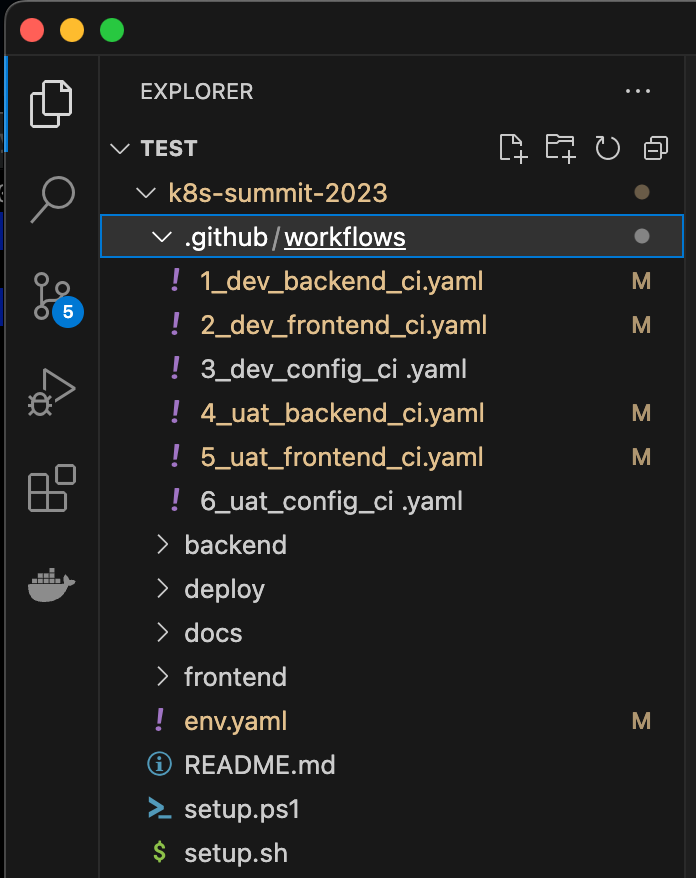 EXPLORER
TEST
k8s-summit-2023
.github/workflows
1_dev_backend_ci.yaml M
2_dev_frontend_ci.yaml M
3_dev_config_ci .yaml
5
4_uat_backend_ci.yaml M
5_uat_frontend_ci.yaml M
6_uat_config_ci .yaml
backend
deploy
docs
frontend
env.yaml M
README.md
setup.ps1
setup.sh